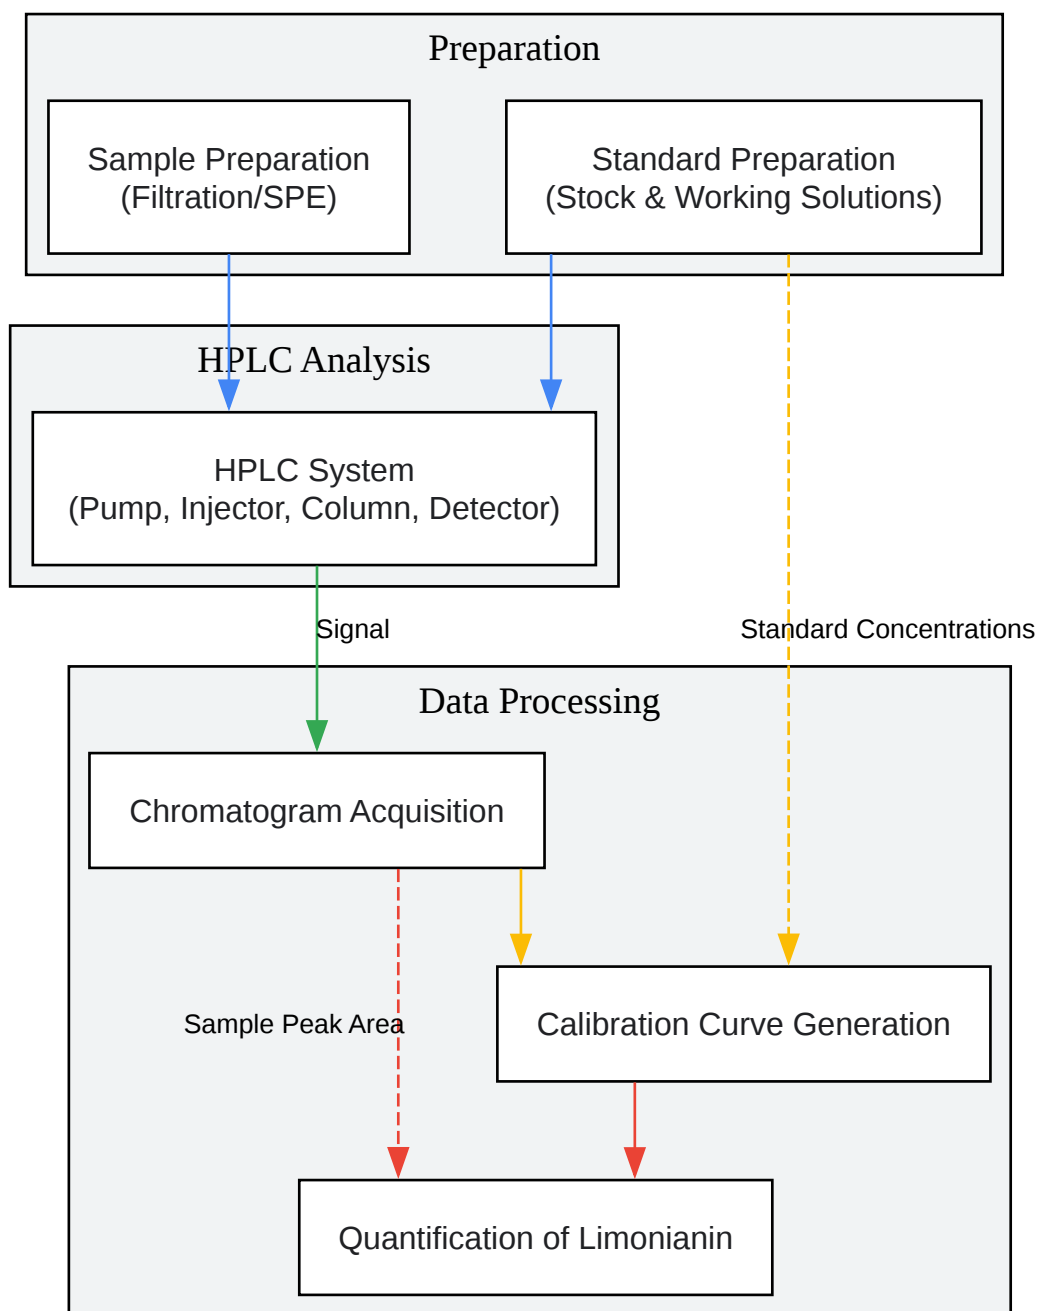 Preparation
Sample Preparation
(Filtration/SPE)
Standard Preparation
(Stock & Working Solutions)
HPLC Analysis
HPLC System
(Pump, Injector, Column, Detector)
Signal
Standard Concentrations
Data Processing
Chromatogram Acquisition
Sample Peak Area
Calibration Curve Generation
Quantification of Limonianin